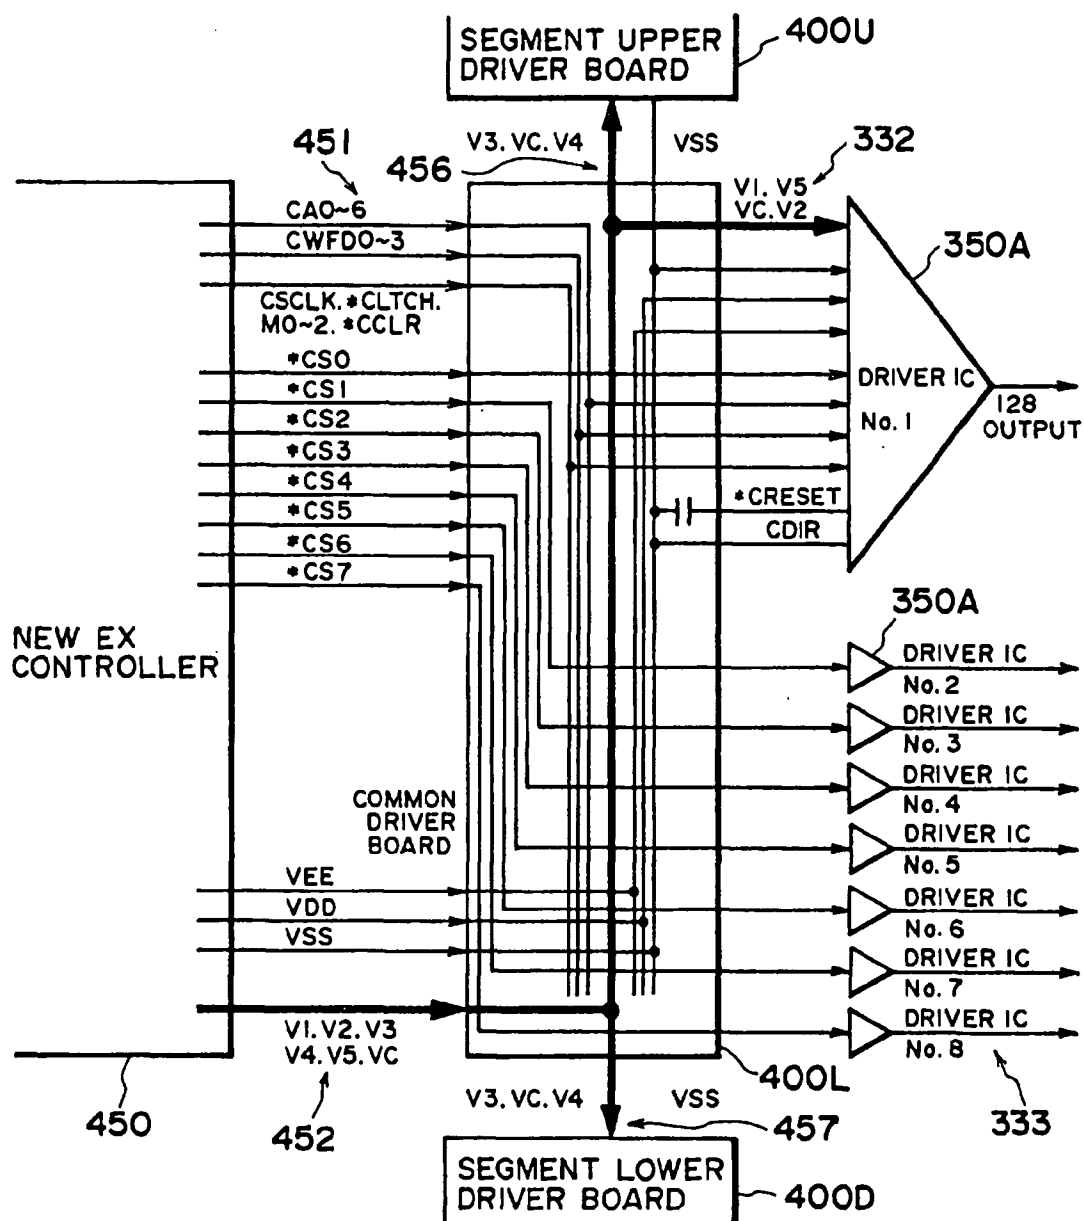 SEGMENT UPPER
DRIVER BOARD
400U
V3. VC. V4
VSS
451
456
332
V1. V5
VC. V2
CA0~6
CWFD0~3
350A
CSCLK. *CLTCH.
M0~2. *CCLR
*CS0
*CS1
*CS2
*CS3
*CS4
*CS5
*CS6
*CS7
DRIVER IC
No. 1
128
OUTPUT
*CRESET
CDIR
NEW EX
CONTROLLER
350A
DRIVER IC
No. 2
DRIVER IC
No. 3
DRIVER IC
No. 4
DRIVER IC
No. 5
DRIVER IC
No. 6
DRIVER IC
No. 7
DRIVER IC
No. 8
COMMON
DRIVER
BOARD
VEE
VDD
VSS
V1. V2. V3
V4. V5. VC
450
452
V3. VC. V4
VSS
400L
457
333
SEGMENT LOWER
DRIVER BOARD
400D